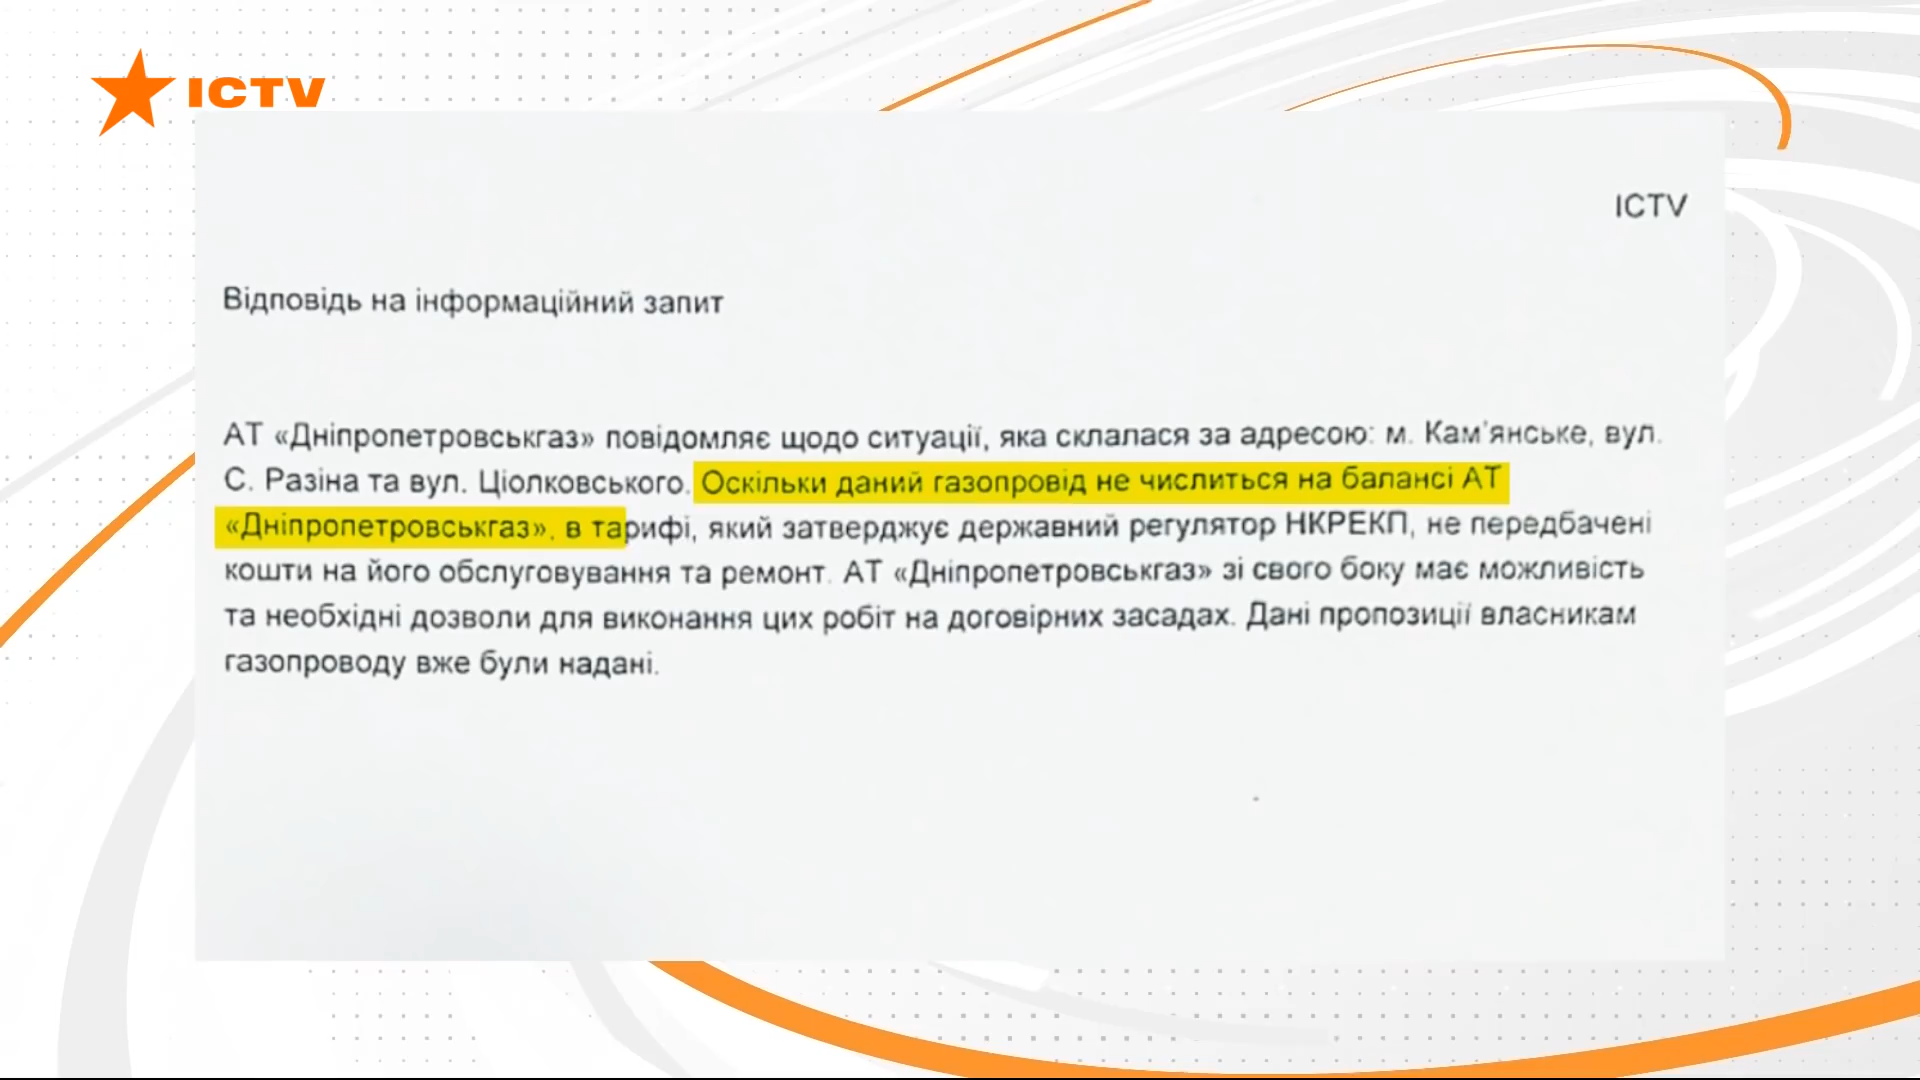 ICTV
ICTV
Відповідь на інформаційний запит
АТ «Дніпропетровськгаз» повідомляє щодо ситуації, яка склалася за адресою: м. Кам'янське, вул.
С. Разіна та вул. Ціолковського. Оскільки даний газопровід не числиться на балансі АТ
«Дніпропетровськгаз», в тарифі, який затверджує державний регулятор НКРЕКП, не передбачені
кошти на його обслуговування та ремонт. АТ «Дніпропетровськгаз» зі свого боку має можливість
та необхідні дозволи для виконання цих робіт на договірних засадах. Дані пропозиції власникам
газопроводу вже були надані.